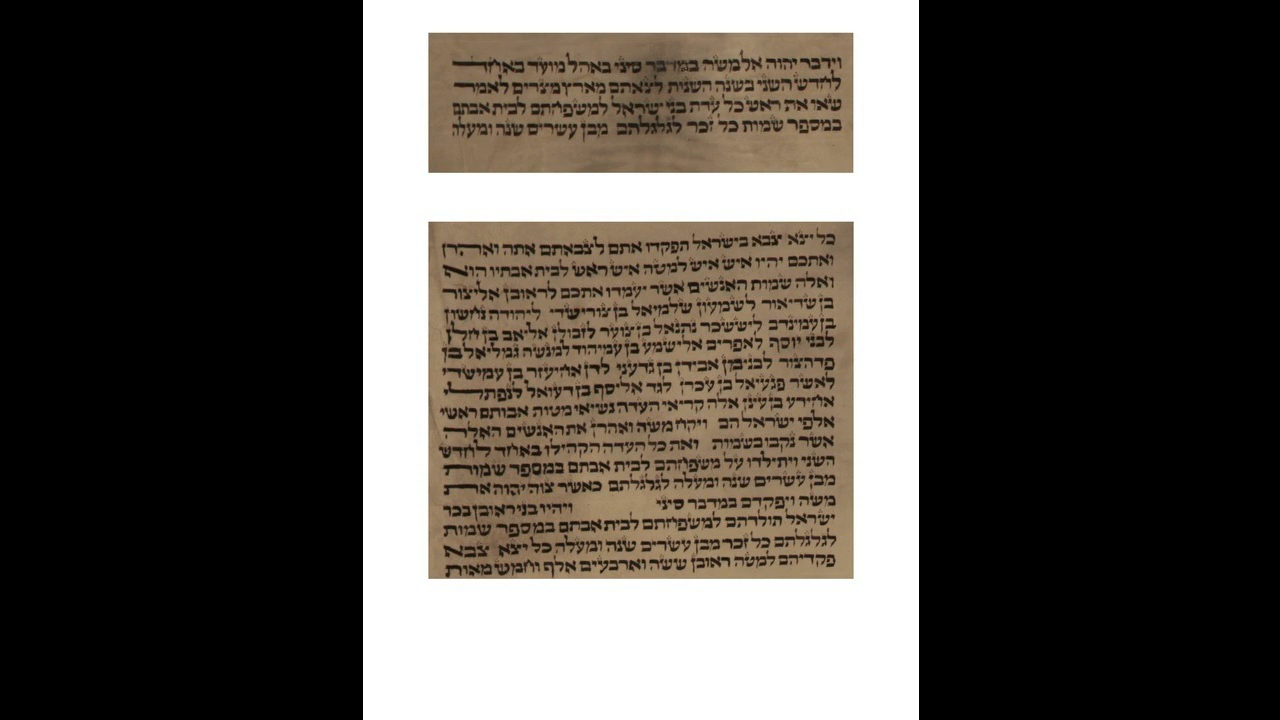 וידבר יהוה אל משה במדבר סיני באהל מועד באחד
לחדש השני בשנה השנית לצאתם מארץ מצרים לאמר
שאו את ראש כל עדת בני ישראל למשפחתם לבית אבתם
במספר שמות כל זכר לגלגלתם מבן עשרים שנה ומעלה
כל יצא צבא בישראל תפקדו אתם לצבאתם אתה ואהרן
ואתכם יהיו איש איש למטה איש ראש לבית אבתיו הוא
ואלה שמות האנשים אשר יעמדו אתכם לראובן אליצור
בן שדיאור לשמעון שלמיאל בן צורישדי ליהודה נחשון
בן עמינדב ליששכר נתנאל בן צוער לזבולן אליאב בן חלן
לבני יוסף לאפרים אלישמע בן עמיהוד למנשה גמליאל בן
פדהצור לבנימן אבידן בן גדעני לדן אחיעזר בן עמישדי
לאשר פגעיאל בן עכרן לגד אליסף בן דעואל לנפתלי
אחירע בן עינן אלה קריאי העדה נשיאי מטות אבותם ראשי
אלפי ישראל הם ויקח משה ואהרן את האנשים האלה
אשר נקבו בשמות ואת כל העדה הקהילו באחד לחדש
השני ויתילדו על משפחתם לבית אבתם במספר שמות
מבן עשרים שנה ומעלה לגלגלתם כאשר צוה יהוה את
משה ויפקדם במדבר סיני ויהיו בני ראובן בכר
ישראל תולדתם למשפחתם לבית אבתם במספר שמות
לגלגלתם כל זכר מבן עשרים שנה ומעלה כל יצא צבא
פקדיהם למטה ראובן ששה וארבעים אלף וחמש מאות